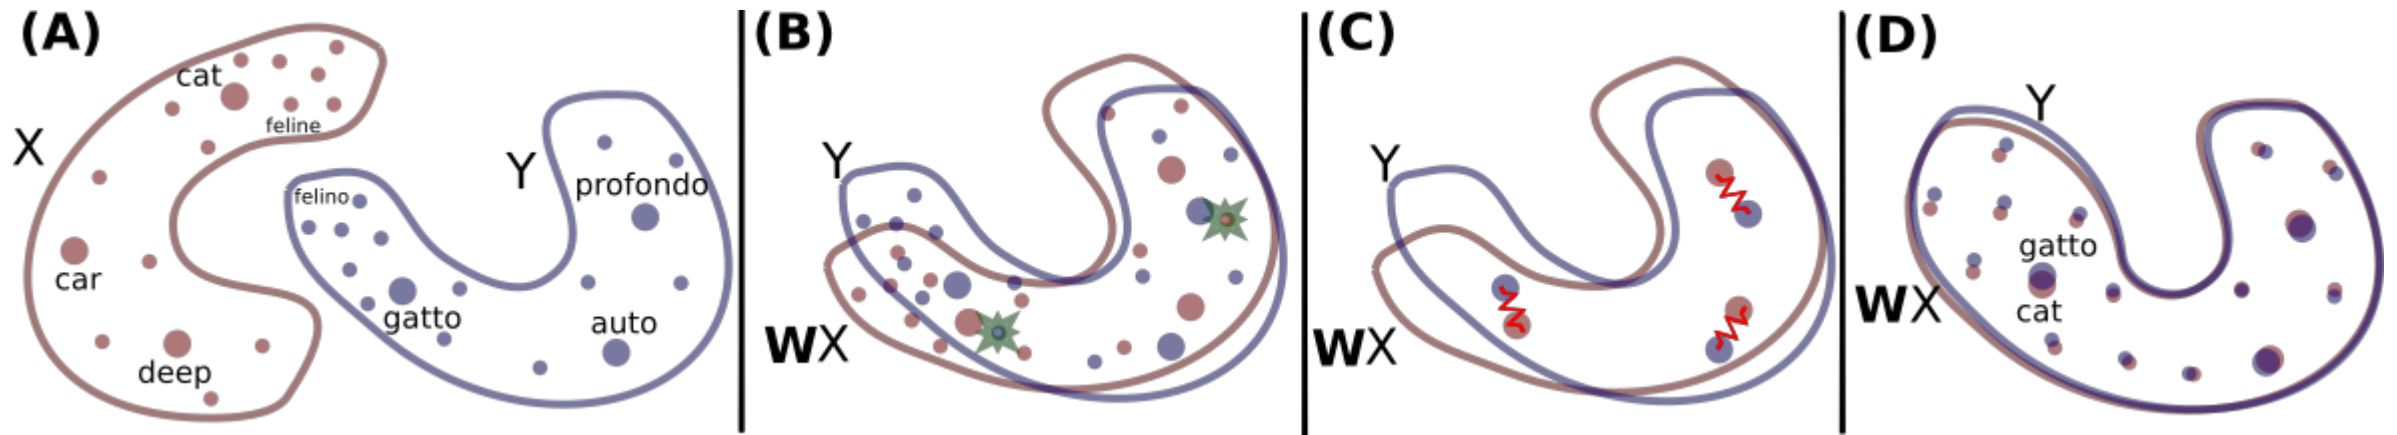 (A)
X
cat
feline
car
deep
Y
felino
profondo
gatto
auto
(B)
Y
WX
(C)
Y
WX
(D)
Y
gatto
cat
WX